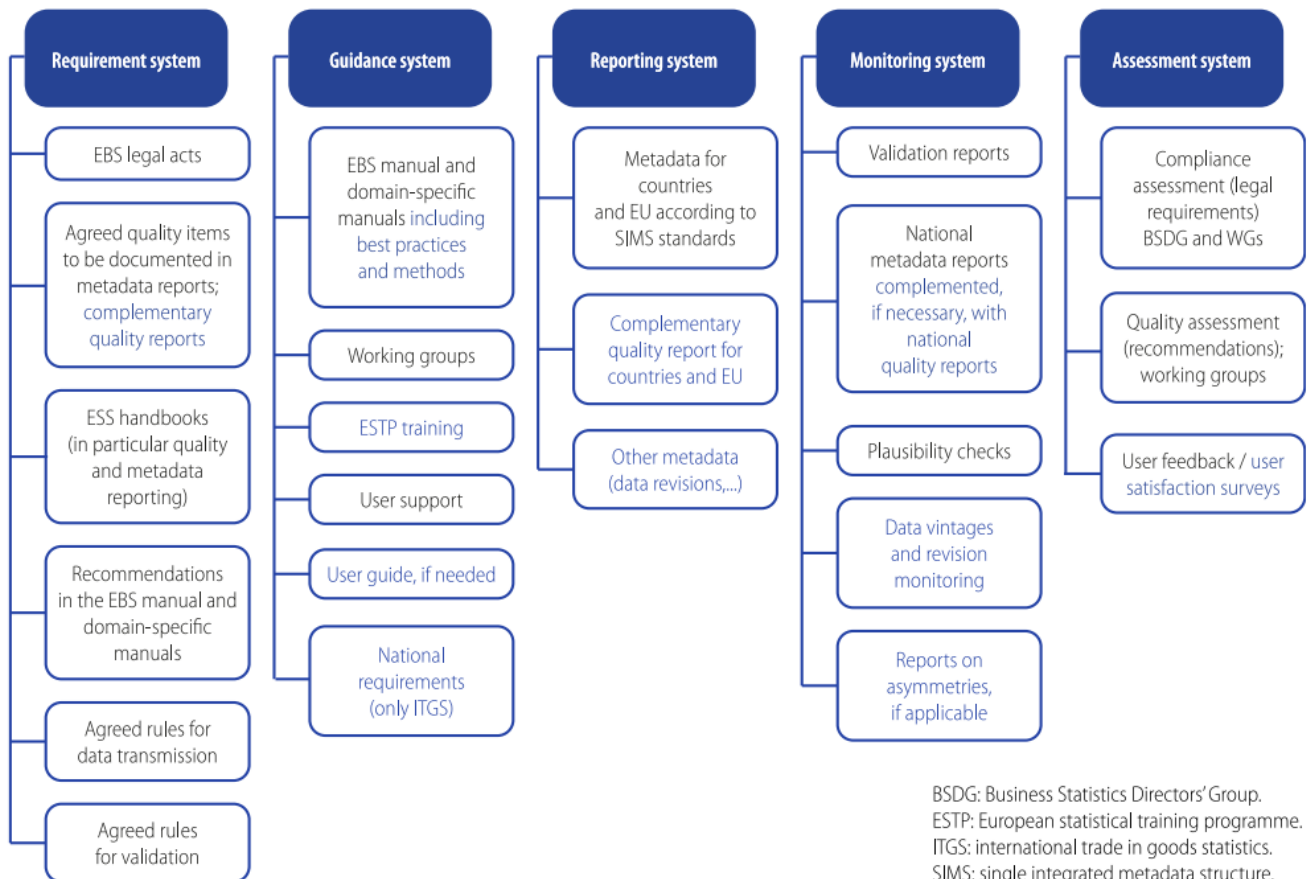 Requirement system
EBS legal acts
Agreed quality items
to be documented in
metadata reports;
complementary
quality reports
ESS handbooks
(in particular quality
and metadata
reporting)
Recommendations
in the EBS manual and
domain-specific
manuals
Agreed rules for
data transmission
Agreed rules
for validation
Guidance system
EBS manual and
domain-specific
manuals including
best practices
and methods
Working groups
ESTP training
User support
User guide, if needed
National
requirements
(only ITGS)
Reporting system
Metadata for
countries
and EU according to
SIMS standards
Complementary
quality report for
countries and EU
Other metadata
(data revisions,...)
Monitoring system
Validation reports
National
metadata reports
complemented,
if necessary, with
national
quality reports
Plausibility checks
Data vintages
and revision
monitoring
Reports on
asymmetries,
if applicable
Assessment system
Compliance
assessment (legal
requirements)
BSDG and WGs
Quality assessment
(recommendations);
working groups
User feedback / user
satisfaction surveys
BSDG: Business Statistics Directors' Group.
ESTP: European statistical training programme.
ITGS: international trade in goods statistics.
SIMS: single integrated metadata structure.